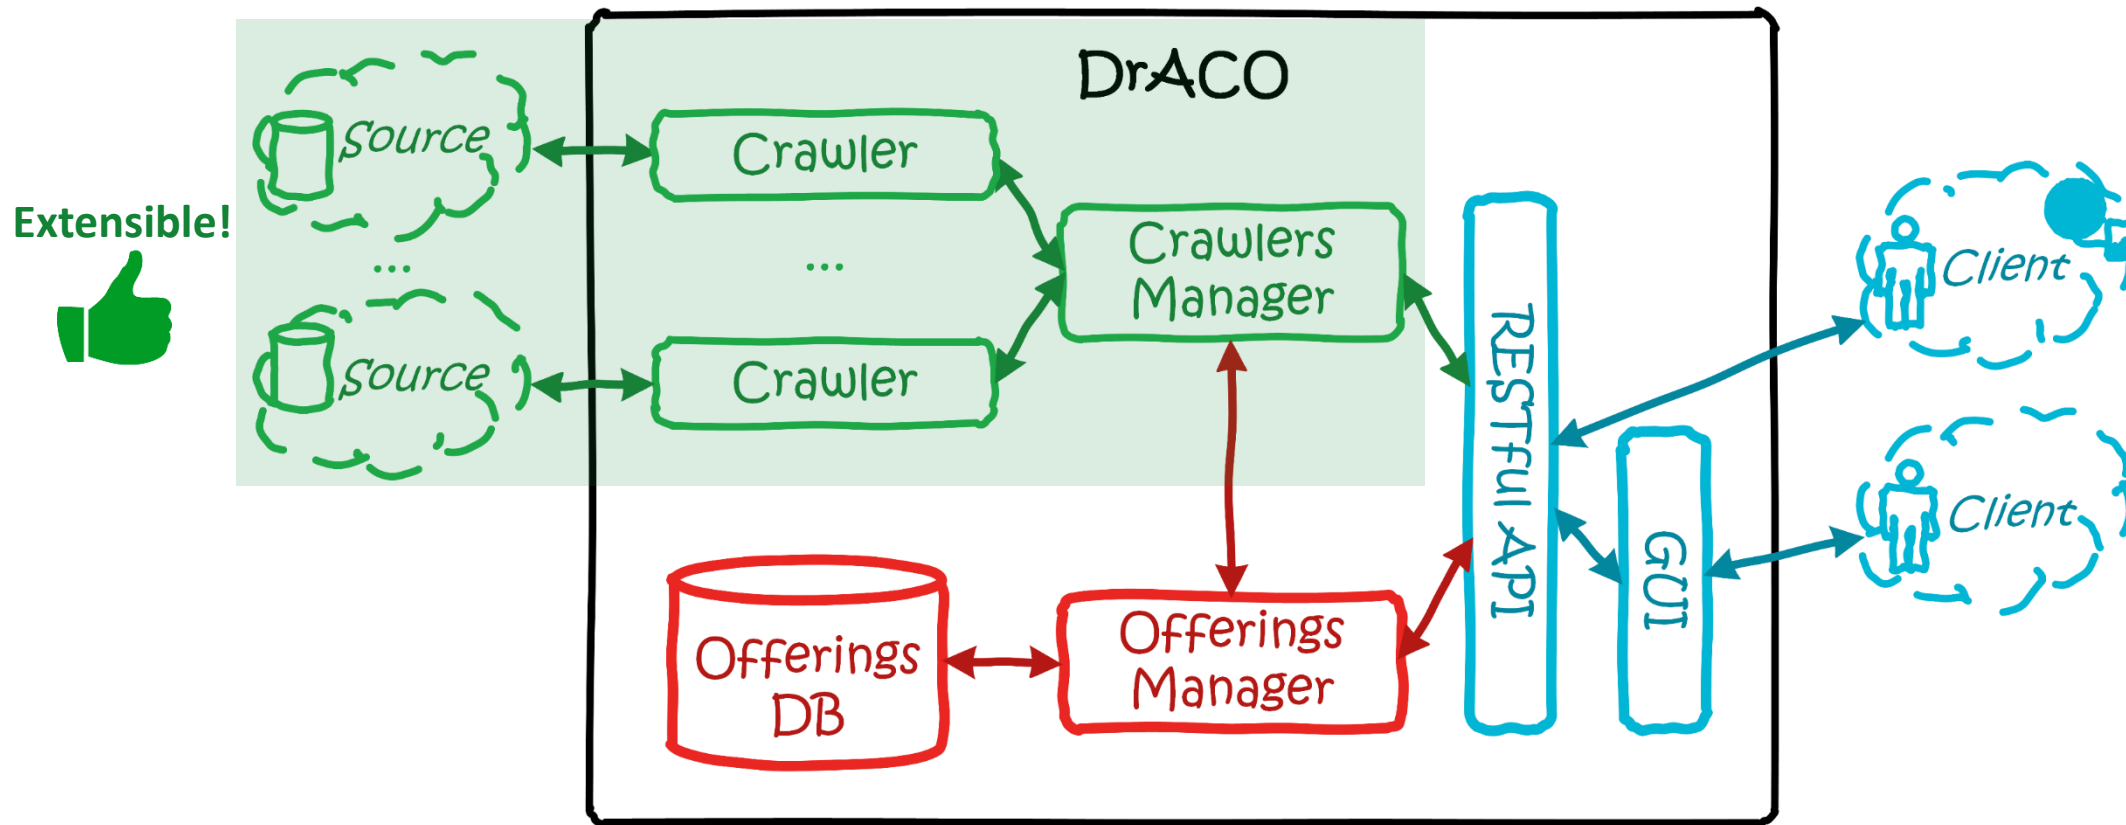 DrACO
Source
Crawler
Extensible!
Crawlers
Manager
...
...
Client
Source
Crawler
RESTful API
Client
GUI
Offerings
DB
Offerings
Manager